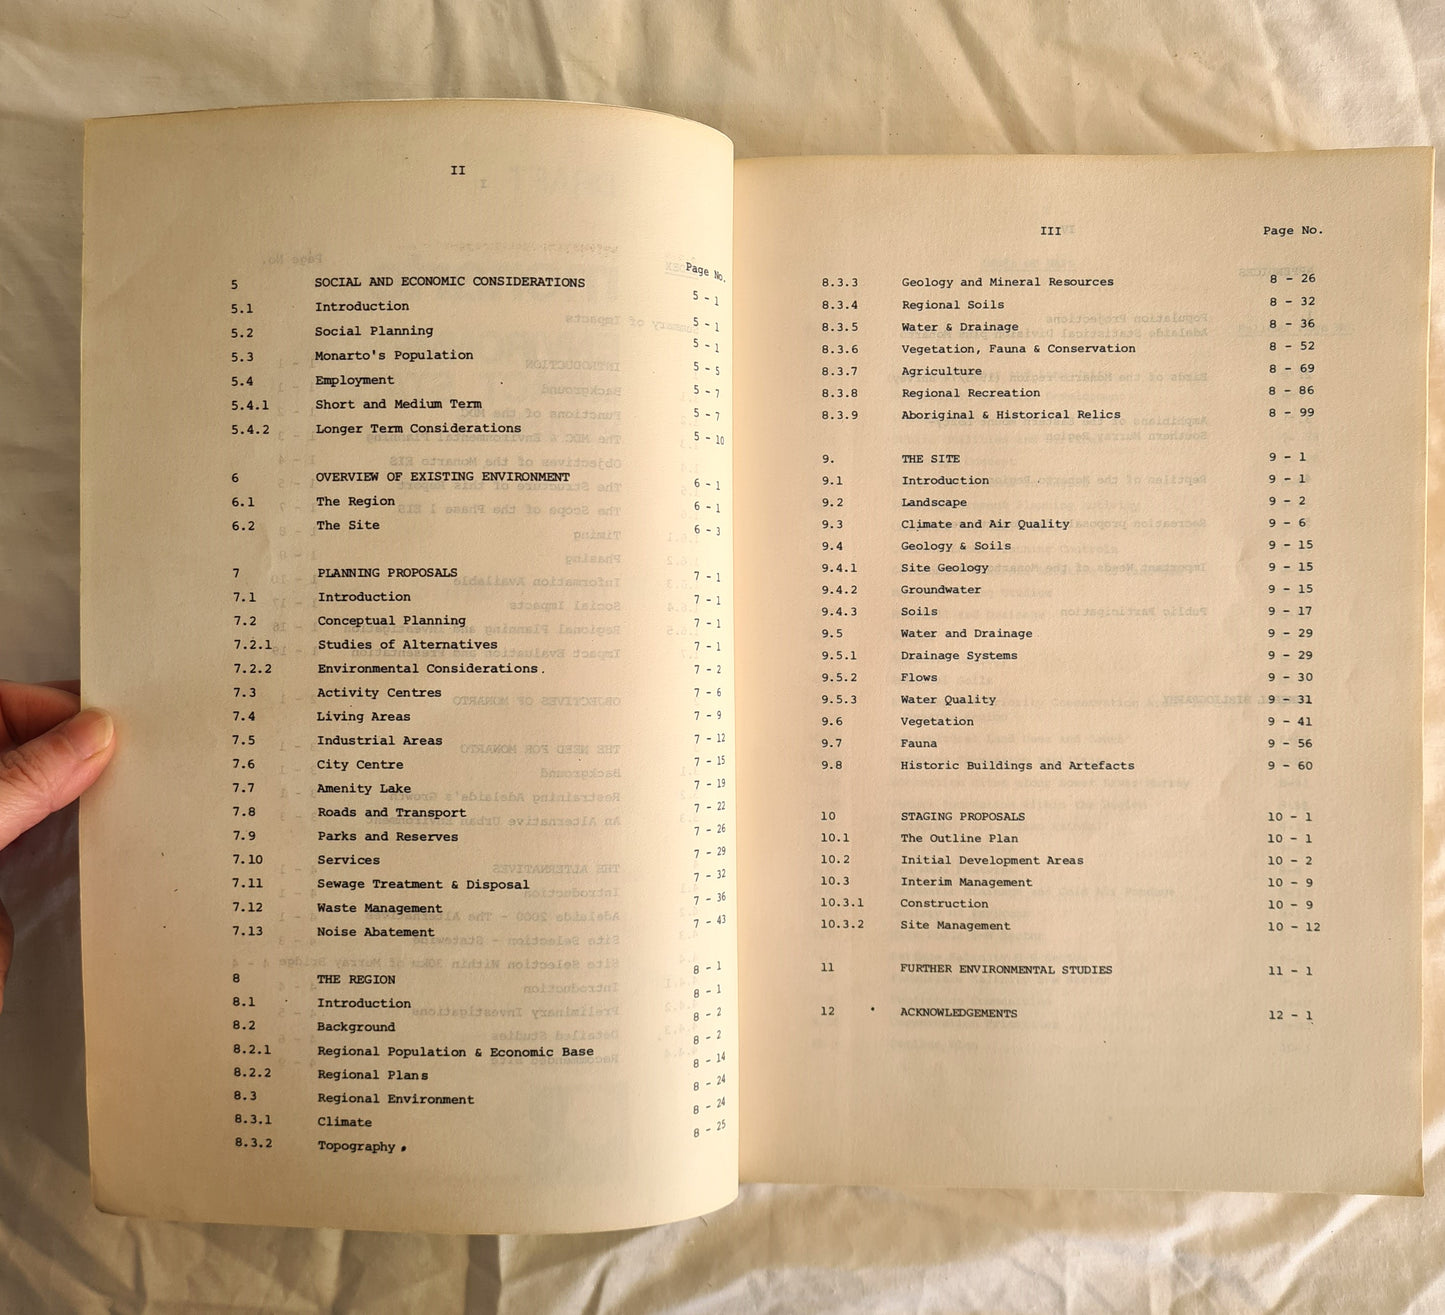 II
Page No.
5 SOCIAL AND ECONOMIC CONSIDERATIONS 5 - 1
5.1 Introduction 5 - 1
5.2 Social Planning 5 - 1
5.3 Monarto's Population 5 - 5
5.4 Employment 5 - 7
5.4.1 Short and Medium Term 5 - 7
5.4.2 Longer Term Considerations 5 - 10
6 OVERVIEW OF EXISTING ENVIRONMENT 6 - 1
6.1 The Region 6 - 1
6.2 The Site 6 - 3
7 PLANNING PROPOSALS 7 - 1
7.1 Introduction 7 - 1
7.2 Conceptual Planning 7 - 1
7.2.1 Studies of Alternatives 7 - 1
7.2.2 Environmental Considerations. 7 - 2
7.3 Activity Centres 7 - 6
7.4 Living Areas 7 - 9
7.5 Industrial Areas 7 - 12
7.6 City Centre 7 - 15
7.7 Amenity Lake 7 - 19
7.8 Roads and Transport 7 - 22
7.9 Parks and Reserves 7 - 26
7.10 Services 7 - 29
7.11 Sewage Treatment & Disposal 7 - 32
7.12 Waste Management 7 - 36
7.13 Noise Abatement 7 - 43
8 THE REGION 8 - 1
8.1 Introduction 8 - 1
8.2 Background 8 - 2
8.2.1 Regional Population & Economic Base 8 - 2
8.2.2 Regional Plans 8 - 14
8.3 Regional Environment 8 - 24
8.3.1 Climate 8 - 24
8.3.2 Topography 8 - 25
III Page No.
8.3.3 Geology and Mineral Resources 8 - 26
8.3.4 Regional Soils 8 - 32
8.3.5 Water & Drainage 8 - 36
8.3.6 Vegetation, Fauna & Conservation 8 - 52
8.3.7 Agriculture 8 - 69
8.3.8 Regional Recreation 8 - 86
8.3.9 Aboriginal & Historical Relics 8 - 99
9. THE SITE 9 - 1
9.1 Introduction 9 - 1
9.2 Landscape 9 - 2
9.3 Climate and Air Quality 9 - 6
9.4 Geology & Soils 9 - 15
9.4.1 Site Geology 9 - 15
9.4.2 Groundwater 9 - 15
9.4.3 Soils 9 - 17
9.5 Water and Drainage 9 - 29
9.5.1 Drainage Systems 9 - 29
9.5.2 Flows 9 - 30
9.5.3 Water Quality 9 - 31
9.6 Vegetation 9 - 41
9.7 Fauna 9 - 56
9.8 Historic Buildings and Artefacts 9 - 60
10 STAGING PROPOSALS 10 - 1
10.1 The Outline Plan 10 - 1
10.2 Initial Development Areas 10 - 2
10.3 Interim Management 10 - 9
10.3.1 Construction 10 - 9
10.3.2 Site Management 10 - 12
11 FURTHER ENVIRONMENTAL STUDIES 11 - 1
12 ACKNOWLEDGEMENTS 12 - 1